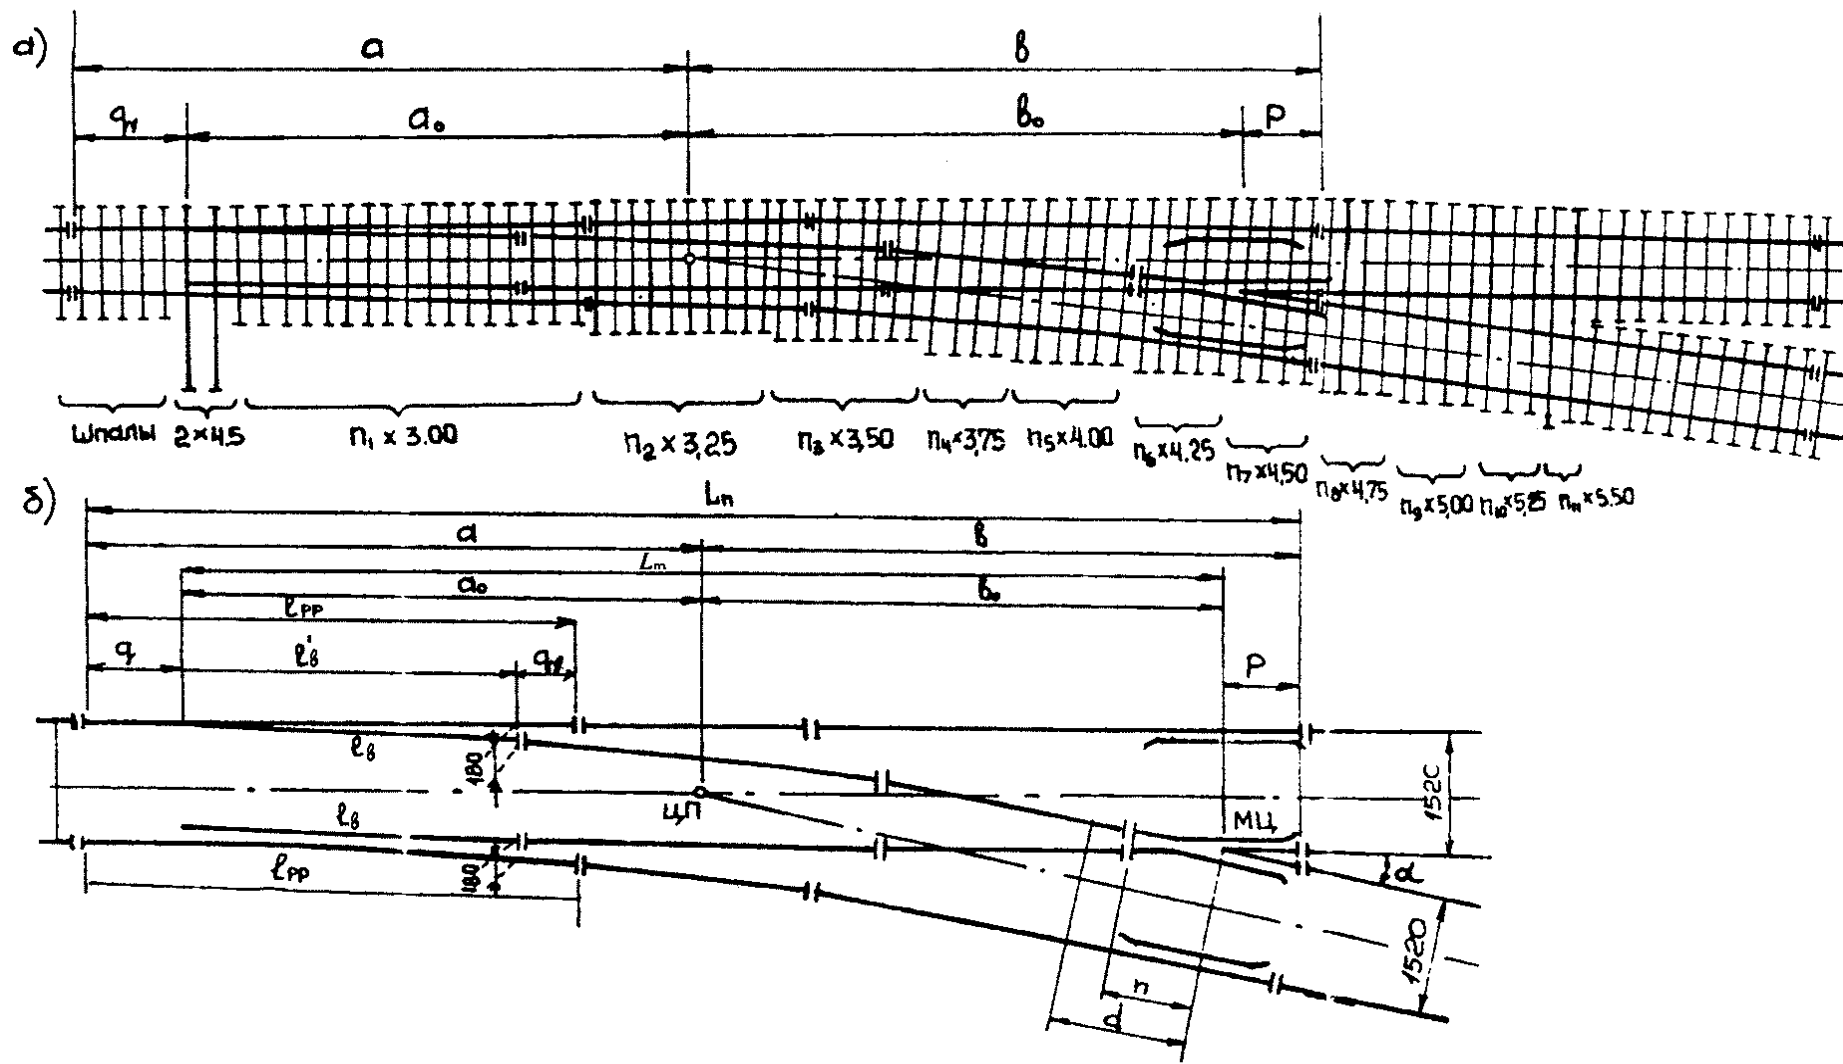 а)
a
в
q₁
a₀
в₀
P
Шпалы
2×4.5
n₁ × 3.00
n₂ × 3,25
n₃ × 3,50
n₄ × 3,75
n₅ × 4.00
n₆ × 4.25
n₇ × 4,50
n₈ × 4,75
n₉ × 5,00
n₁₀ × 5,25
n₁₁ × 5.50
б)
Lп
a
в
Lт
a₀
в₀
ℓрр
q
ℓ'в
q₁
P
ℓв
180
ЦП
1520
ℓв
МЦ
180
α
ℓрр
1520
n
d